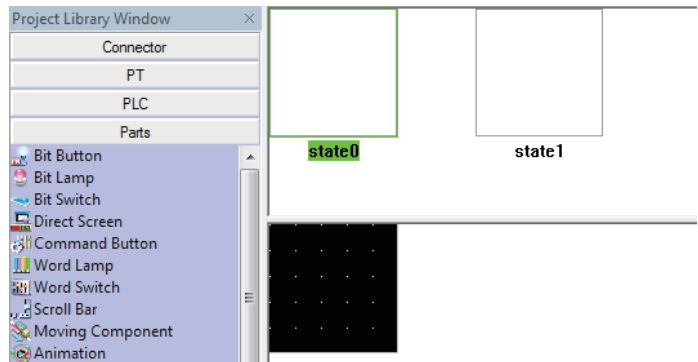 Project Library Window
Connector
PT
PLC
Parts
Bit Button
Bit Lamp
Bit Switch
Direct Screen
Command Button
Word Lamp
Word Switch
Scroll Bar
Moving Component
Animation
state0
state1